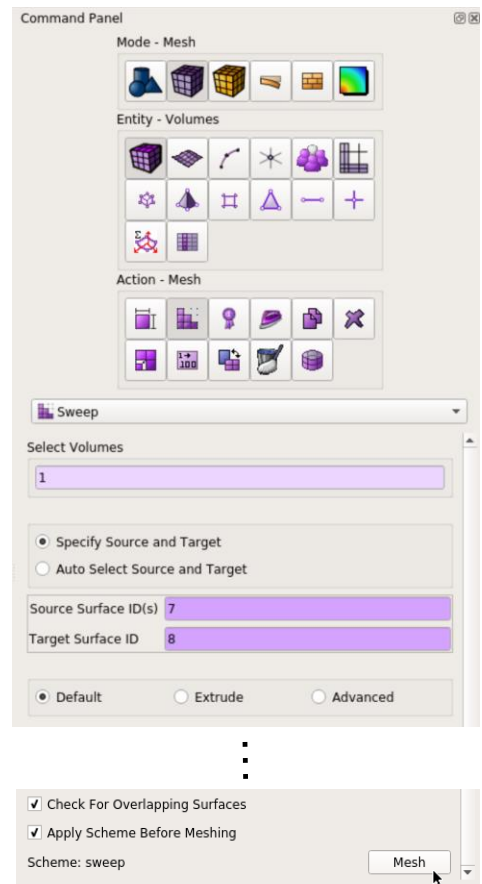 Command Panel
Mode - Mesh
Entity - Volumes
Action - Mesh
Sweep
Select Volumes
1
Specify Source and Target
Auto Select Source and Target
Source Surface ID(s) 7
Target Surface ID 8
Default Extrude Advanced
Check For Overlapping Surfaces
Apply Scheme Before Meshing
Scheme: sweep Mesh